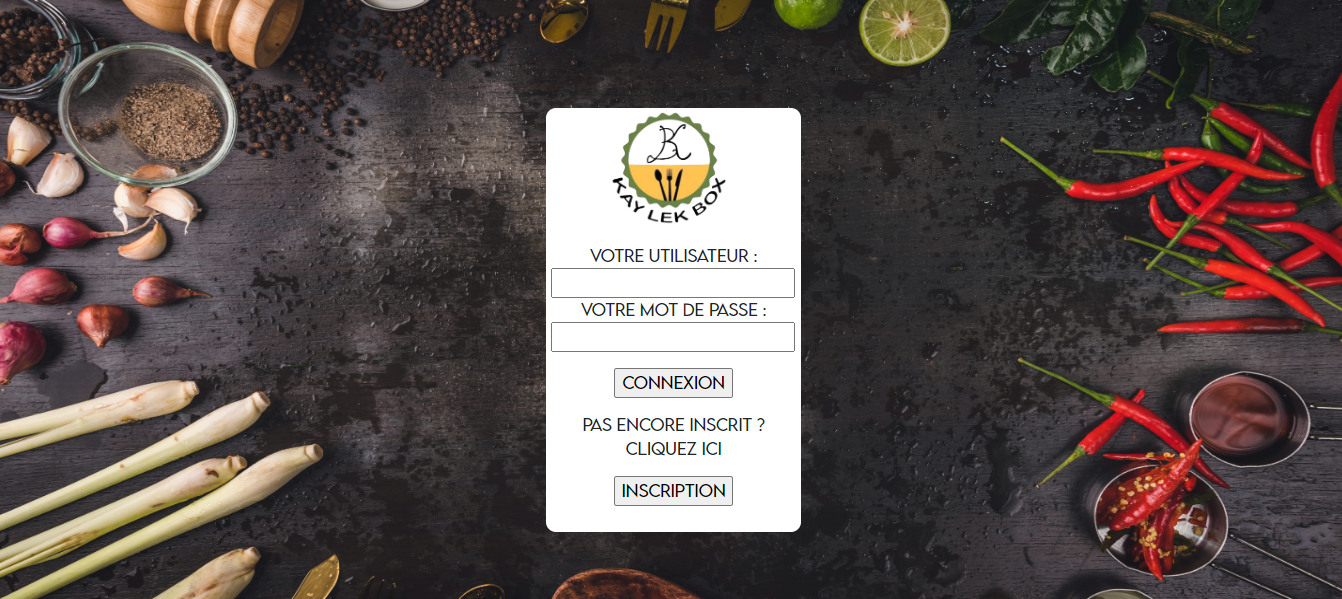 KAY LEK BOX
VOTRE UTILISATEUR :
VOTRE MOT DE PASSE :
CONNEXION
PAS ENCORE INSCRIT ?
CLIQUEZ ICI
INSCRIPTION